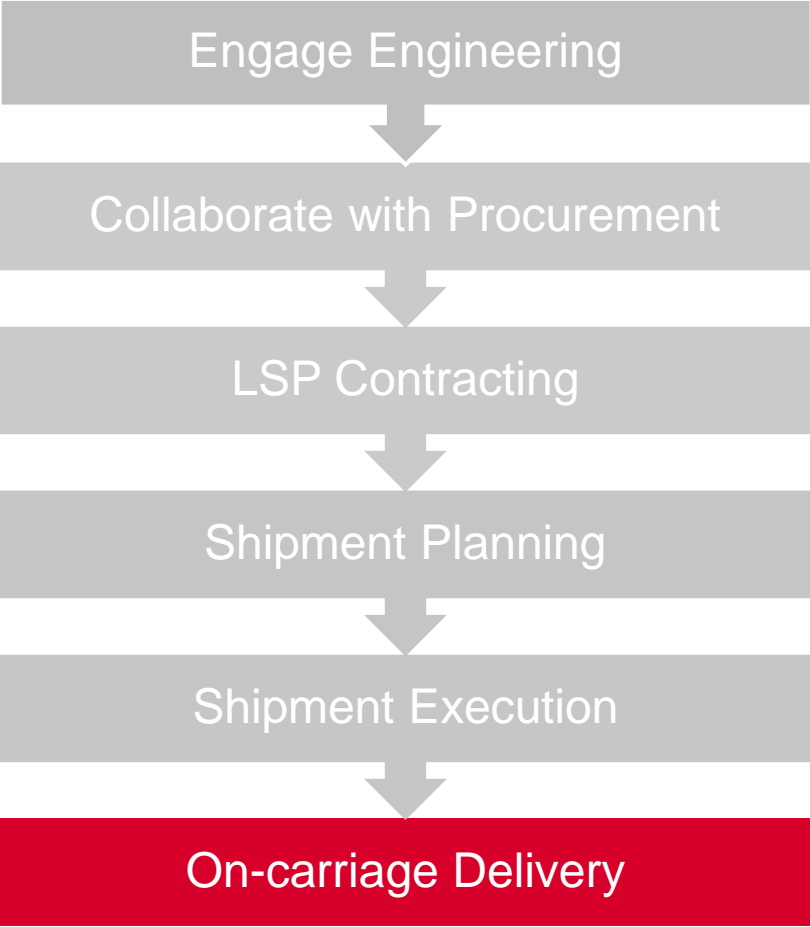 Engage Engineering
Collaborate with Procurement
LSP Contracting
Shipment Planning
Shipment Execution
On-carriage Delivery